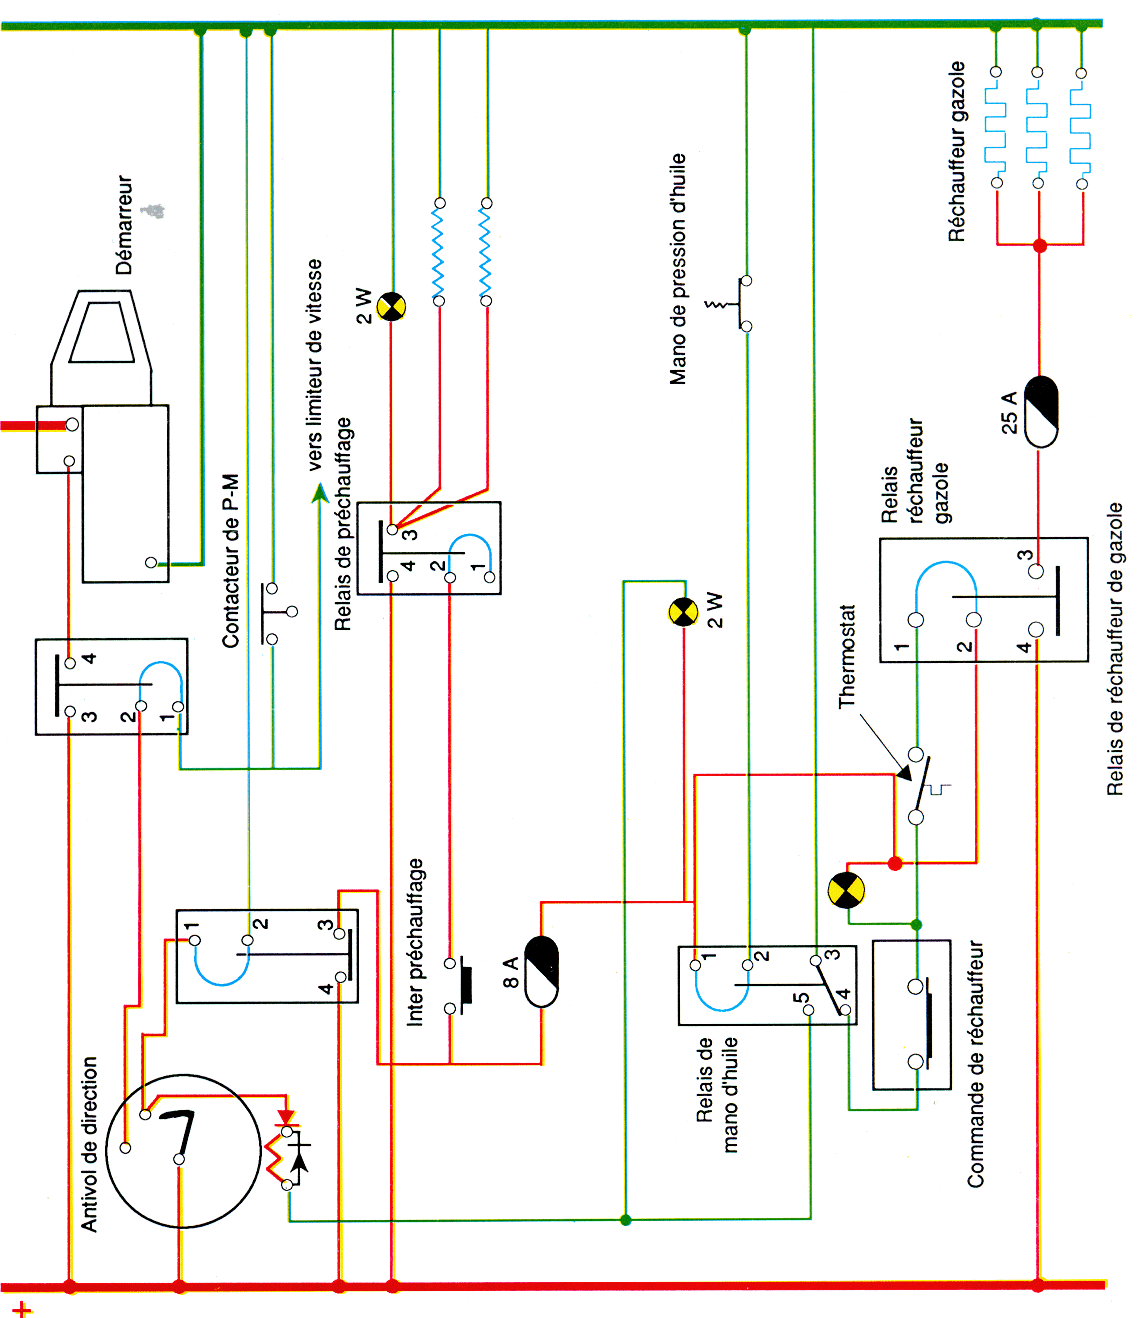 +
Démarreur
4
3
2
1
Antivol de direction
Contacteur de P-M
1
2
3
4
vers limiteur de vitesse
Relais de préchauffage
2 W
3
4
2
1
Inter préchauffage
8 A
Mano de pression d'huile
2 W
1
2
3
5
4
Relais de
mano d'huile
Thermostat
Réchauffeur gazole
25 A
Relais
réchauffeur
gazole
1
2
3
4
Commande de réchauffeur
Relais de réchauffeur de gazole